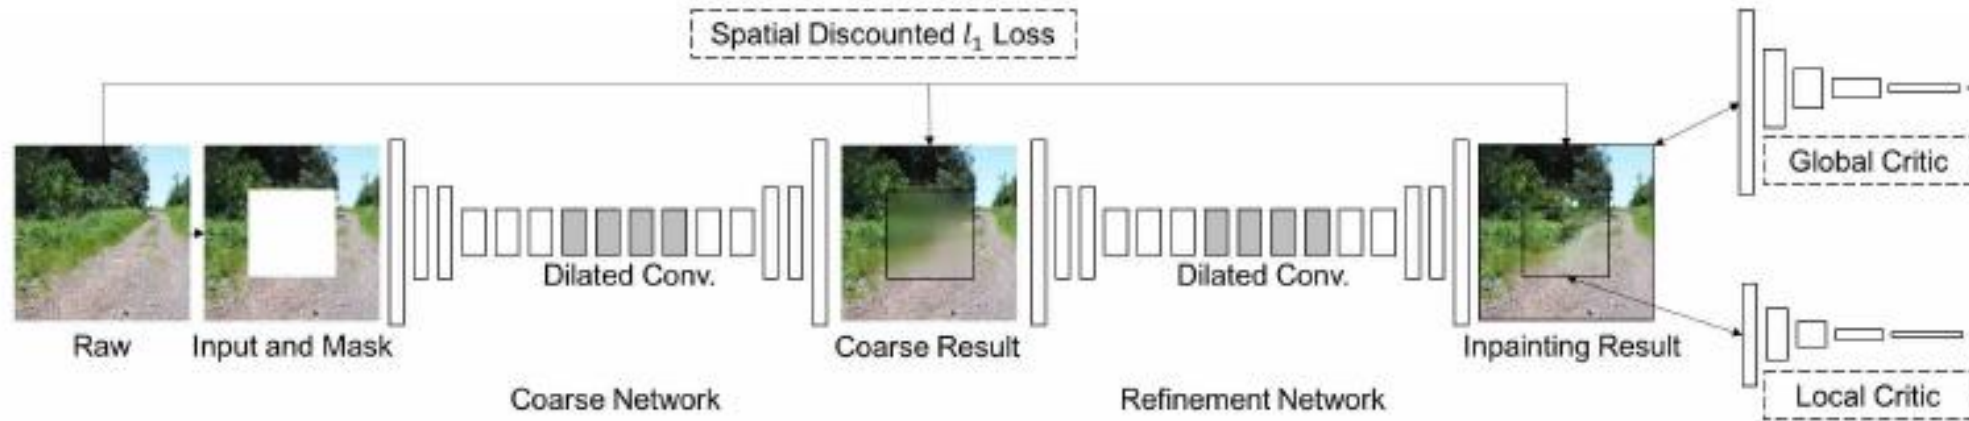 Spatial Discounted l₁ Loss
Global Critic
Dilated Conv.
Dilated Conv.
Raw
Input and Mask
Coarse Result
Inpainting Result
Coarse Network
Refinement Network
Local Critic